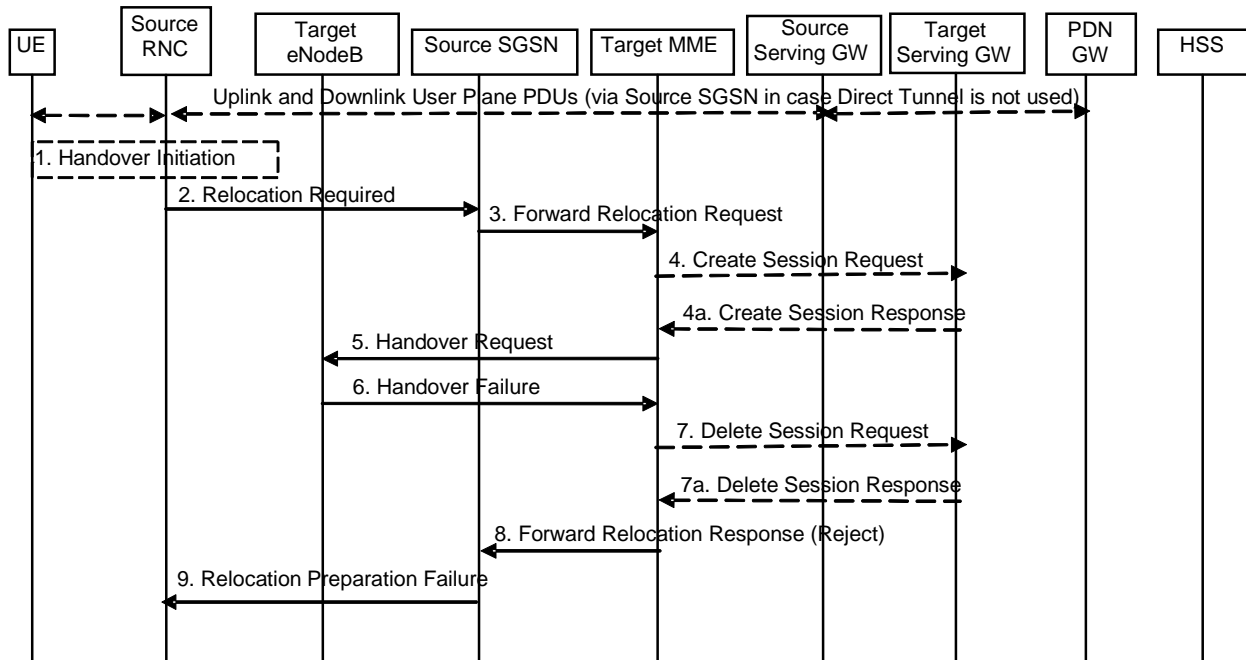 UE
Source
RNC
Target
eNodeB
Source SGSN
Target MME
Source
Serving GW
Target
Serving GW
PDN
GW
HSS
Uplink and Downlink User Plane PDUs (via Source SGSN in case Direct Tunnel is not used)
1. Handover Initiation
2. Relocation Required
3. Forward Relocation Request
4. Create Session Request
4a. Create Session Response
5. Handover Request
6. Handover Failure
7. Delete Session Request
7a. Delete Session Response
8. Forward Relocation Response (Reject)
9. Relocation Preparation Failure